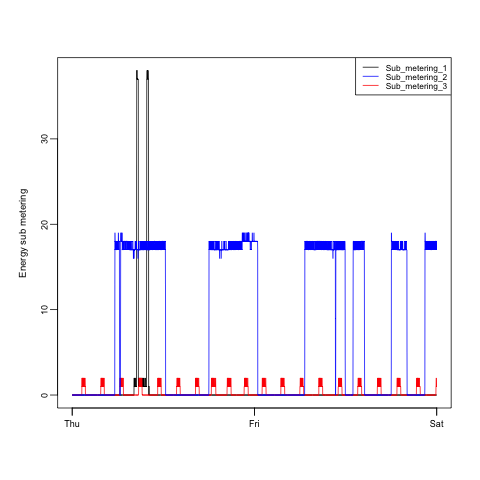 Sub_metering_1
Sub_metering_2
Sub_metering_3
Energy sub metering
30
20
10
0
Thu Fri Sat